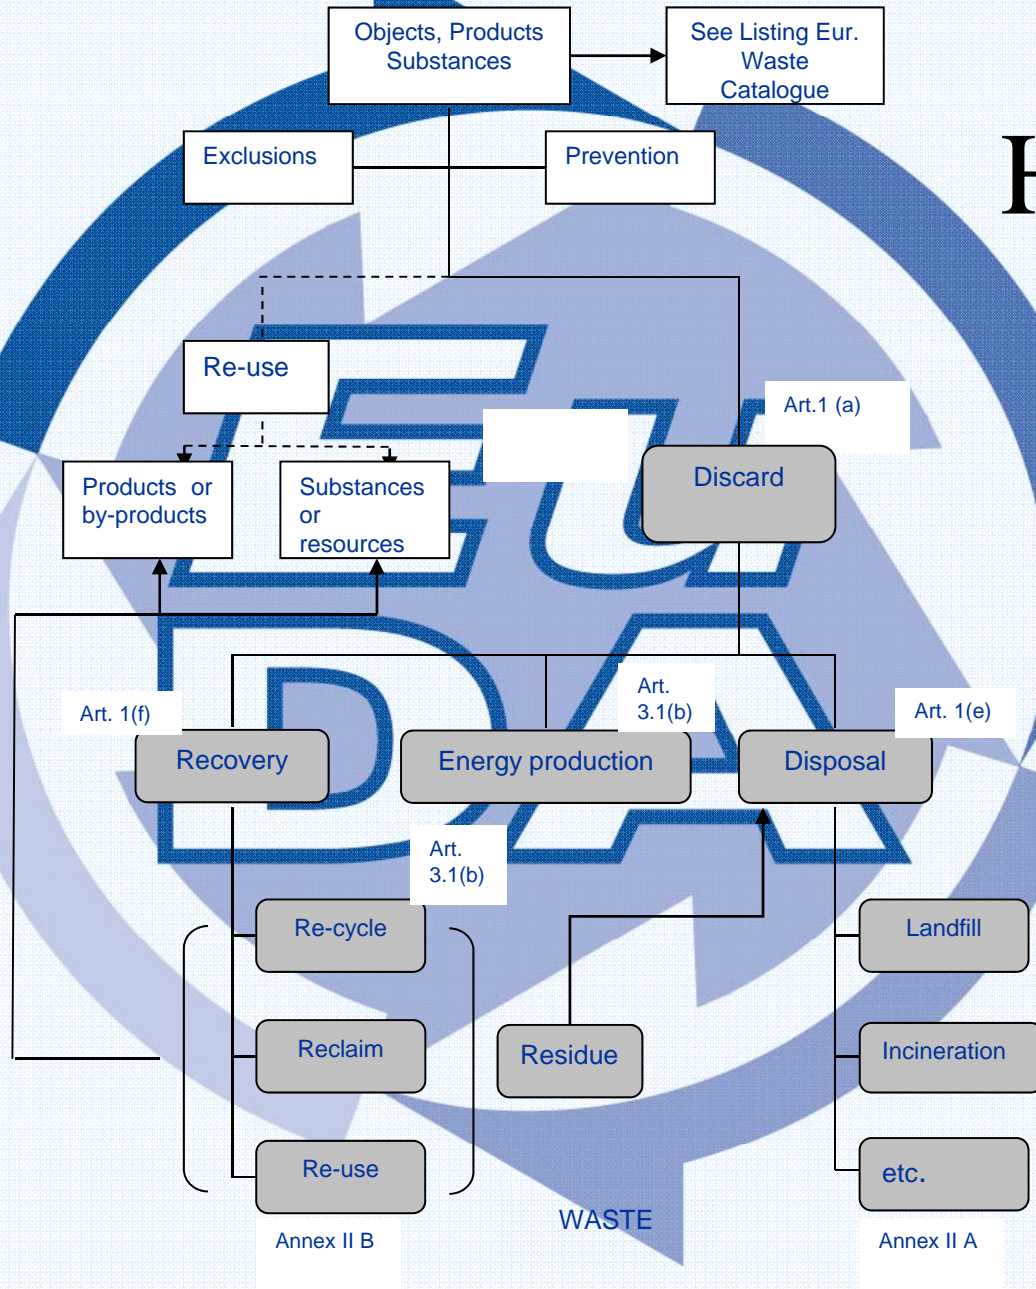 Objects, Products
Substances
See Listing Eur.
Waste
Catalogue
H
Exclusions
Prevention
Re-use
Art.1 (a)
Discard
Products or
by-products
Substances
or
resources
EuDA
Art. 1(f)
Art.
3.1(b)
Art. 1(e)
Recovery
Energy production
Disposal
Art.
3.1(b)
Re-cycle
Landfill
Reclaim
Residue
Incineration
Re-use
etc.
WASTE
Annex II B
Annex II A